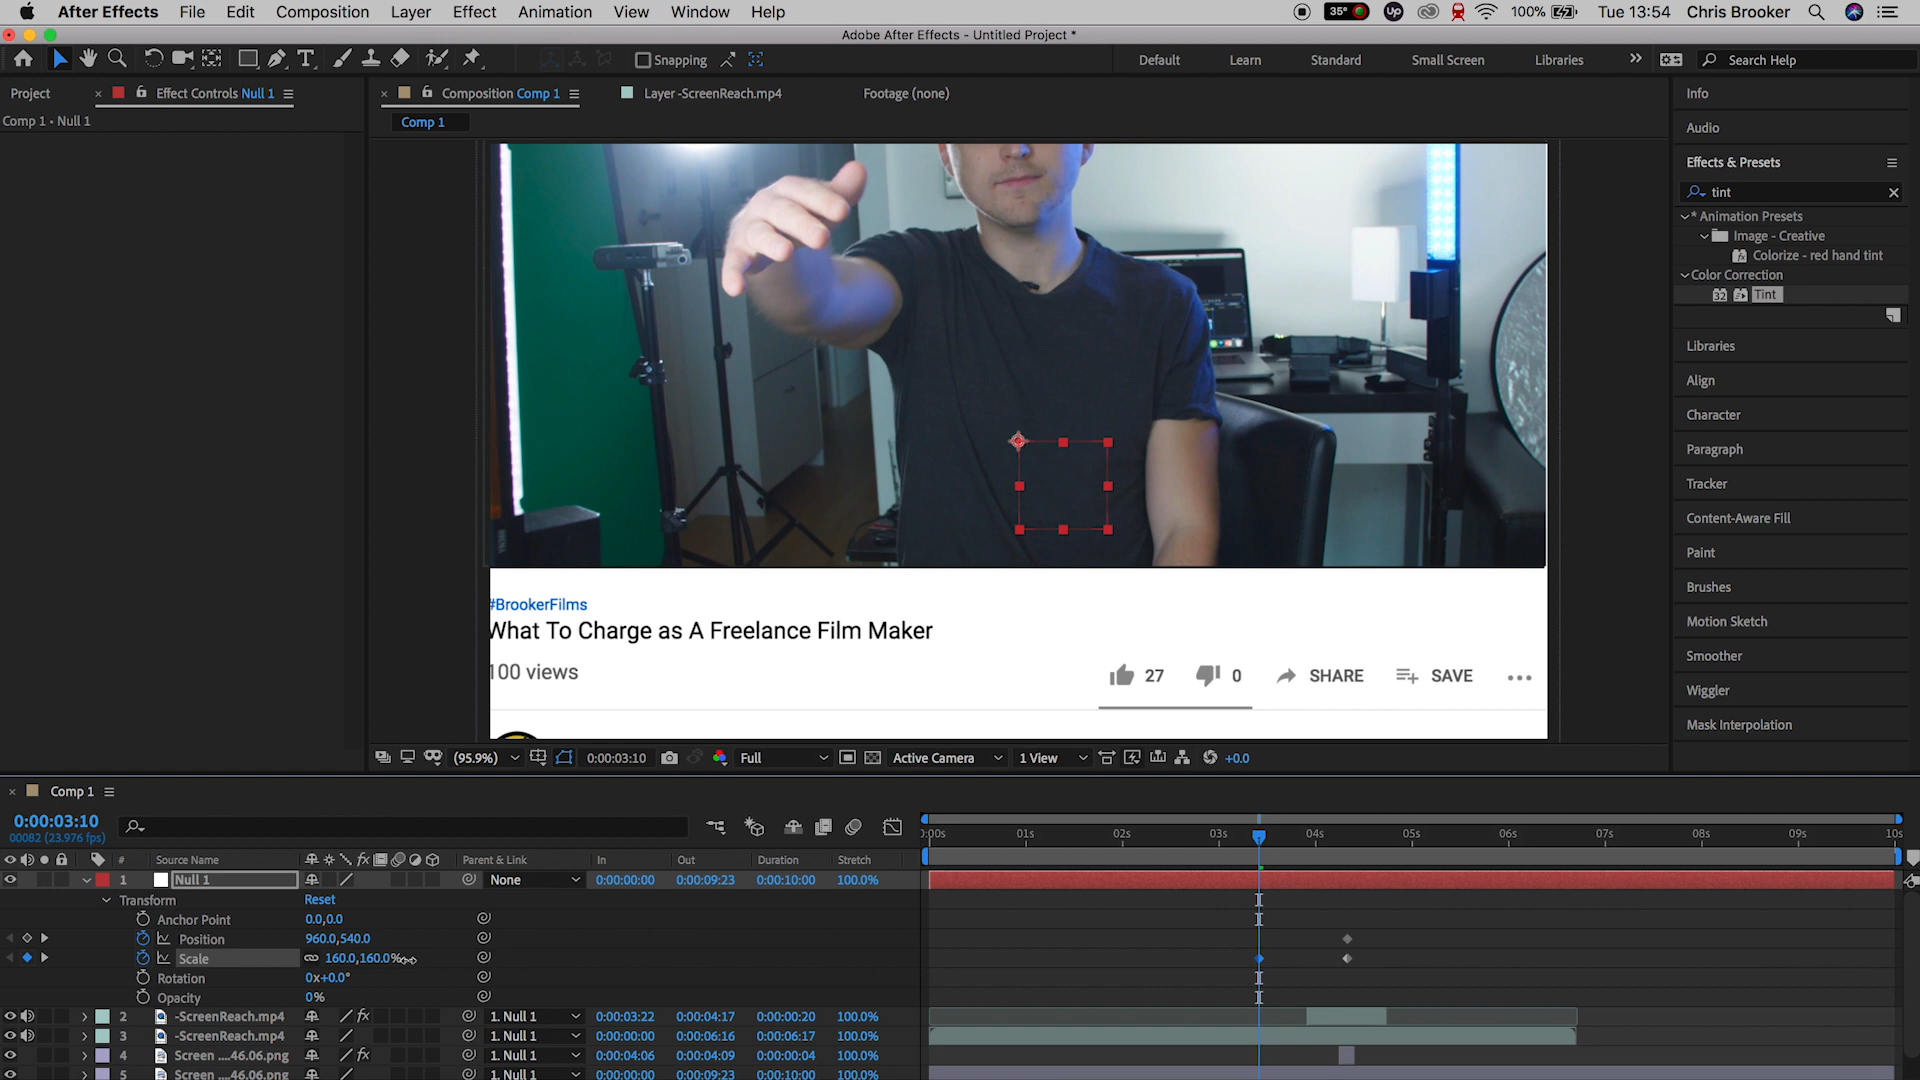 After Effects File Edit Composition Layer Effect Animation View Window Help 35° Up 100% Tue 13:54 Chris Brooker
Adobe After Effects - Untitled Project *
Snapping Default Learn Standard Small Screen Libraries » Search Help
Project × Effect Controls Null 1 × Composition Comp 1 Layer -ScreenReach.mp4 Footage (none)
Comp 1 • Null 1
Comp 1
Info
Audio
Effects & Presets
tint
* Animation Presets
Image - Creative
Colorize - red hand tint
Color Correction
32 Tint
Libraries
Align
Character
Paragraph
Tracker
Content-Aware Fill
Paint
Brushes
Motion Sketch
Smoother
Wiggler
Mask Interpolation
#BrookerFilms
What To Charge as A Freelance Film Maker
100 views
27 0 SHARE SAVE
(95.9%) 0:00:03:10 Full Active Camera 1 View +0.0
× Comp 1
0:00:03:10
00082 (23.976 fps)
0:00s 01s 02s 03s 04s 05s 06s 07s 08s 09s 10s
# Source Name fx Parent & Link In Out Duration Stretch
1 Null 1 None 0:00:00:00 0:00:09:23 0:00:10:00 100.0%
Transform Reset
Anchor Point 0.0,0.0
Position 960.0,540.0
Scale 160.0,160.0%
Rotation 0x+0.0°
Opacity 0%
2 -ScreenReach.mp4 fx 1. Null 1 0:00:03:22 0:00:04:17 0:00:00:20 100.0%
3 -ScreenReach.mp4 1. Null 1 0:00:00:00 0:00:06:16 0:00:06:17 100.0%
4 Screen ....46.06.png fx 1. Null 1 0:00:04:06 0:00:04:09 0:00:00:04 100.0%
5 Screen ....46.06.png 1. Null 1 0:00:00:00 0:00:09:23 0:00:10:00 100.0%